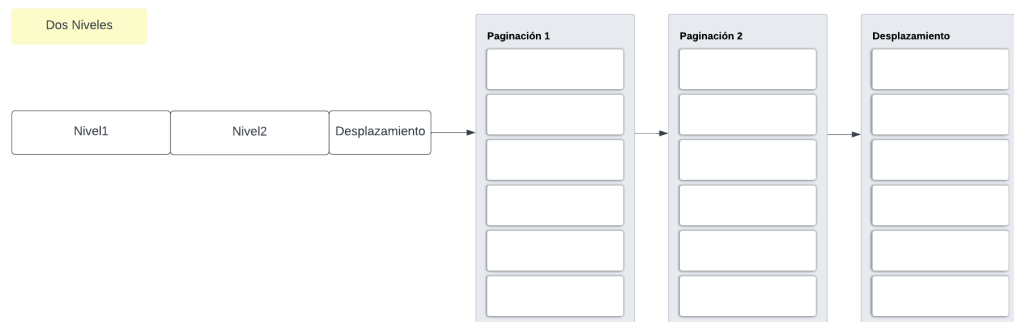 Dos Niveles
Nivel1
Nivel2
Desplazamiento
Paginación 1
Paginación 2
Desplazamiento